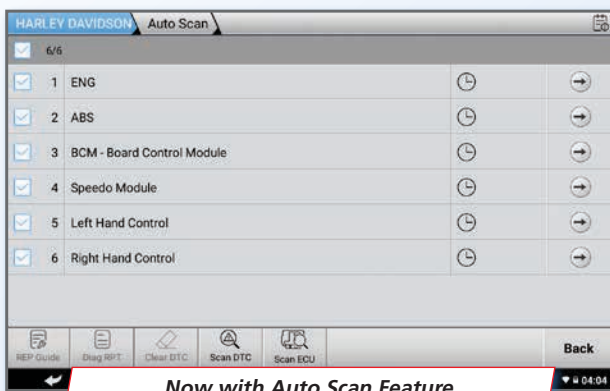 HARLEY DAVIDSON Auto Scan
6/6
1 ENG
2 ABS
3 BCM - Board Control Module
4 Speedo Module
5 Left Hand Control
6 Right Hand Control
REP Guide Diag RPT Clear DTC Scan DTC Scan ECU Back
04:04
Now with Auto Scan Feature